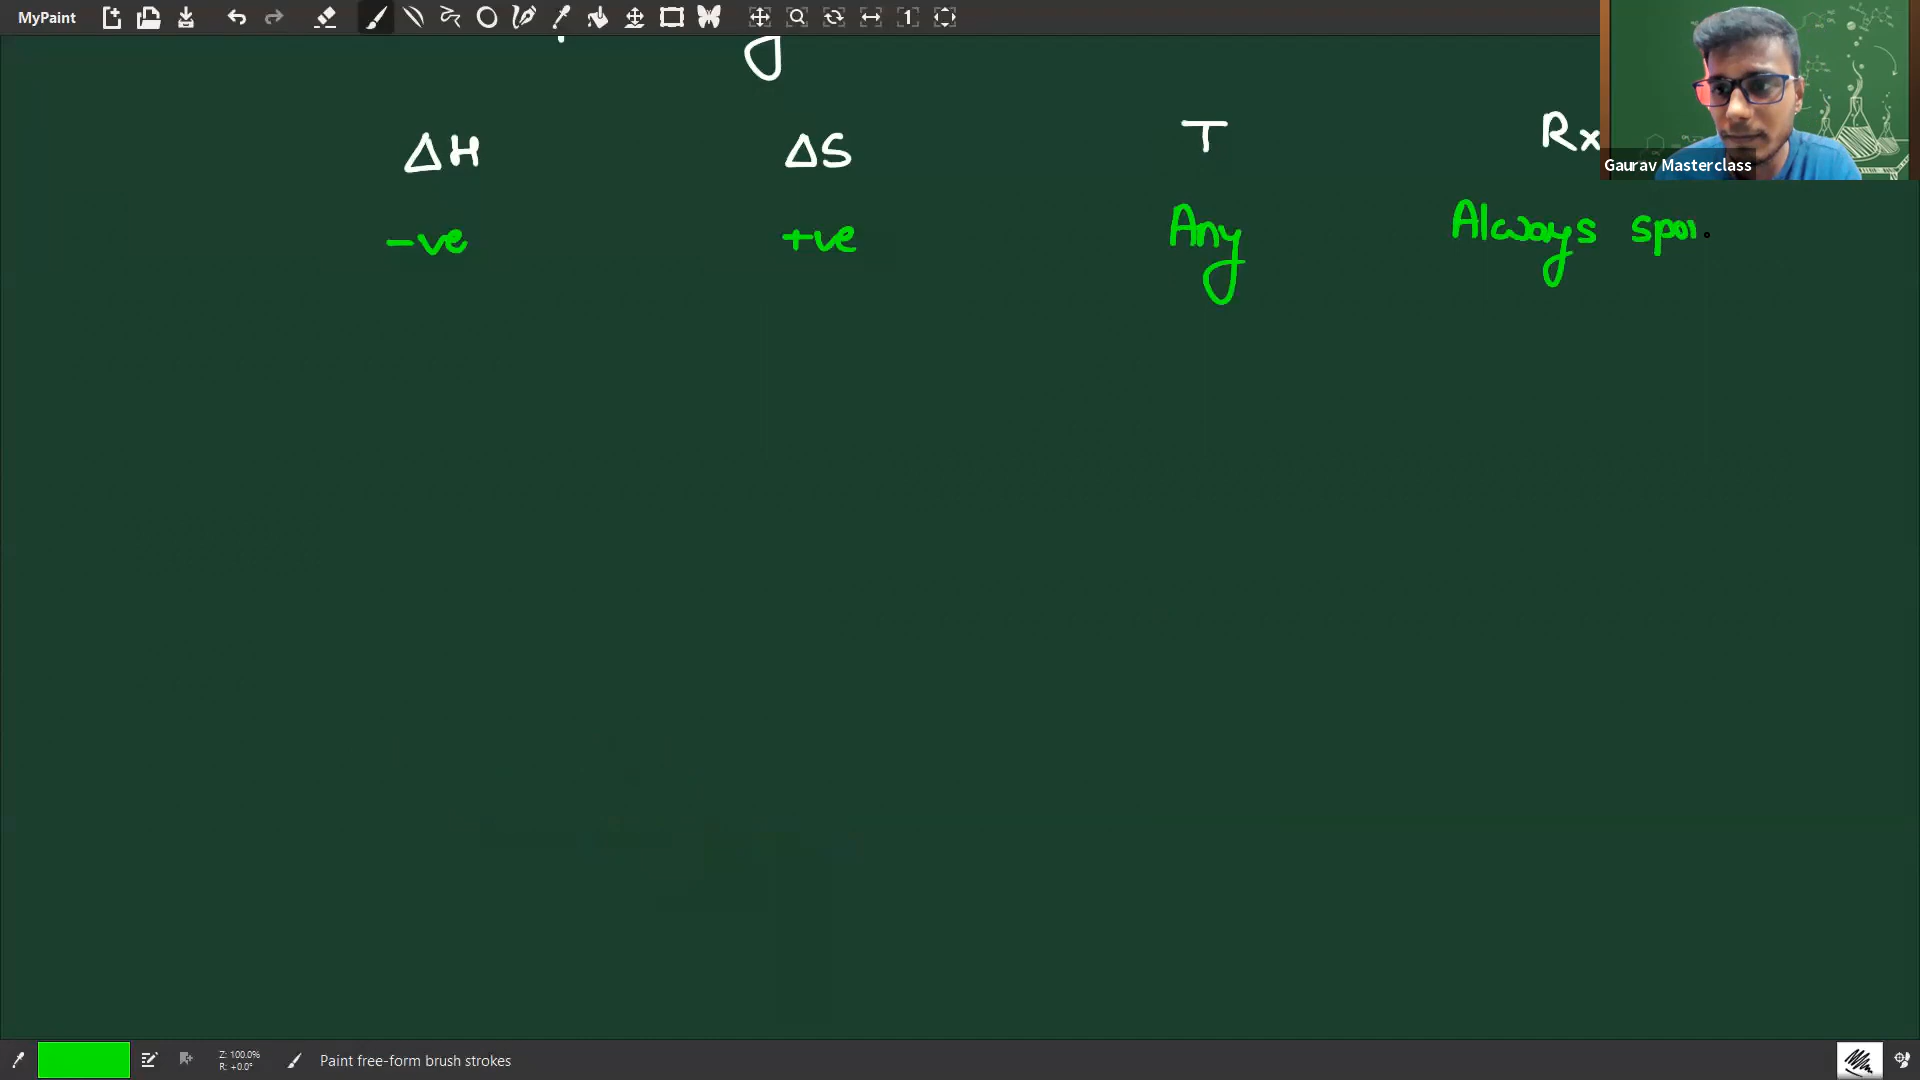 MyPaint
ΔH ΔS T Rx
Gaurav Masterclass
-ve +ve Any Always spon
Z: 100.0%
R: +0.0°
Paint free-form brush strokes